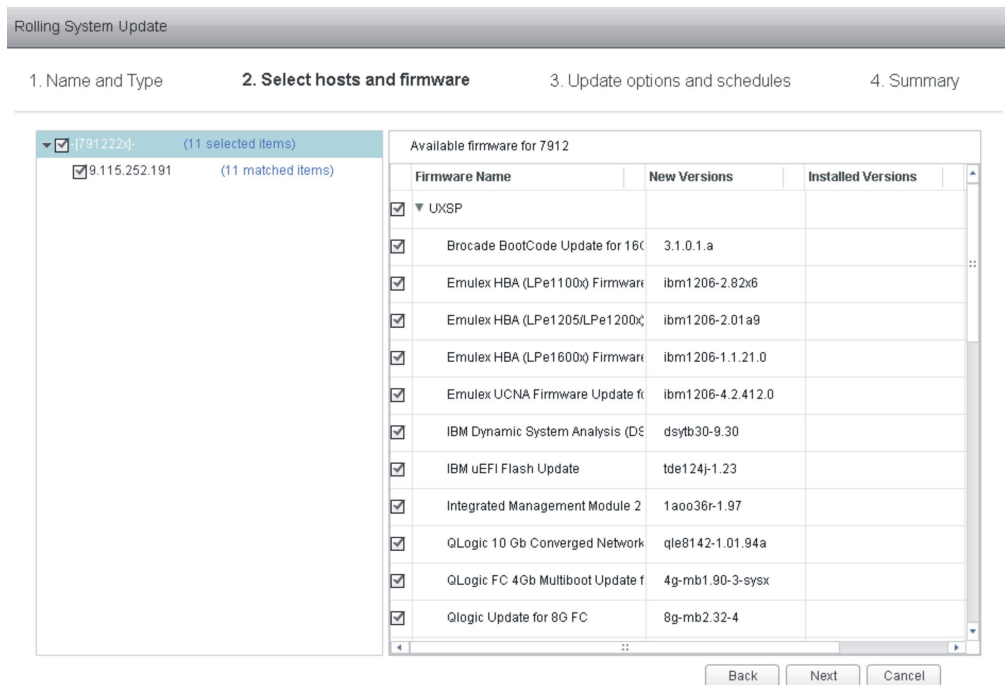 Rolling System Update
1. Name and Type 2. Select hosts and firmware 3. Update options and schedules 4. Summary
-[791222x]- (11 selected items)
9.115.252.191 (11 matched items)
Available firmware for 7912
Firmware Name New Versions Installed Versions
UXSP
Brocade BootCode Update for 16G 3.1.0.1.a
Emulex HBA (LPe1100x) Firmware ibm1206-2.82x6
Emulex HBA (LPe1205/LPe1200x) ibm1206-2.01a9
Emulex HBA (LPe1600x) Firmware ibm1206-1.1.21.0
Emulex UCNA Firmware Update fo ibm1206-4.2.412.0
IBM Dynamic System Analysis (DS dsytb30-9.30
IBM uEFI Flash Update tde124j-1.23
Integrated Management Module 2 1aoo36r-1.97
QLogic 10 Gb Converged Network qle8142-1.01.94a
QLogic FC 4Gb Multiboot Update f 4g-mb1.90-3-sysx
Qlogic Update for 8G FC 8g-mb2.32-4
Back Next Cancel